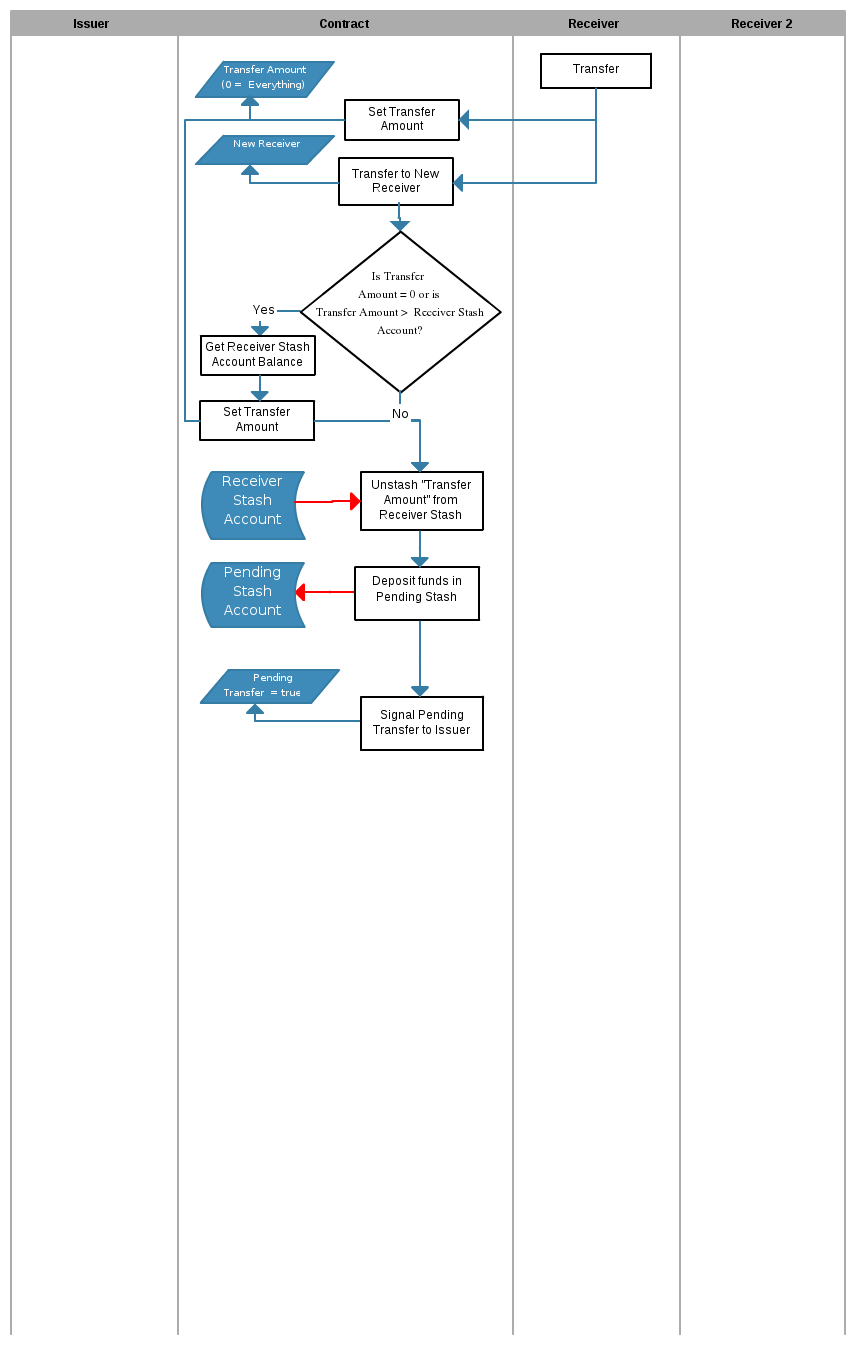 Issuer
Contract
Receiver
Receiver 2
Transfer Amount
(0 = Everything)
Transfer
Set Transfer
Amount
New Receiver
Transfer to New
Receiver
Is Transfer
Amount = 0 or is
Transfer Amount > Receiver Stash
Account?
Yes
Get Receiver Stash
Account Balance
Set Transfer
Amount
No
Receiver
Stash
Account
Unstash "Transfer
Amount" from
Receiver Stash
Pending
Stash
Account
Deposit funds in
Pending Stash
Pending
Transfer = true
Signal Pending
Transfer to Issuer